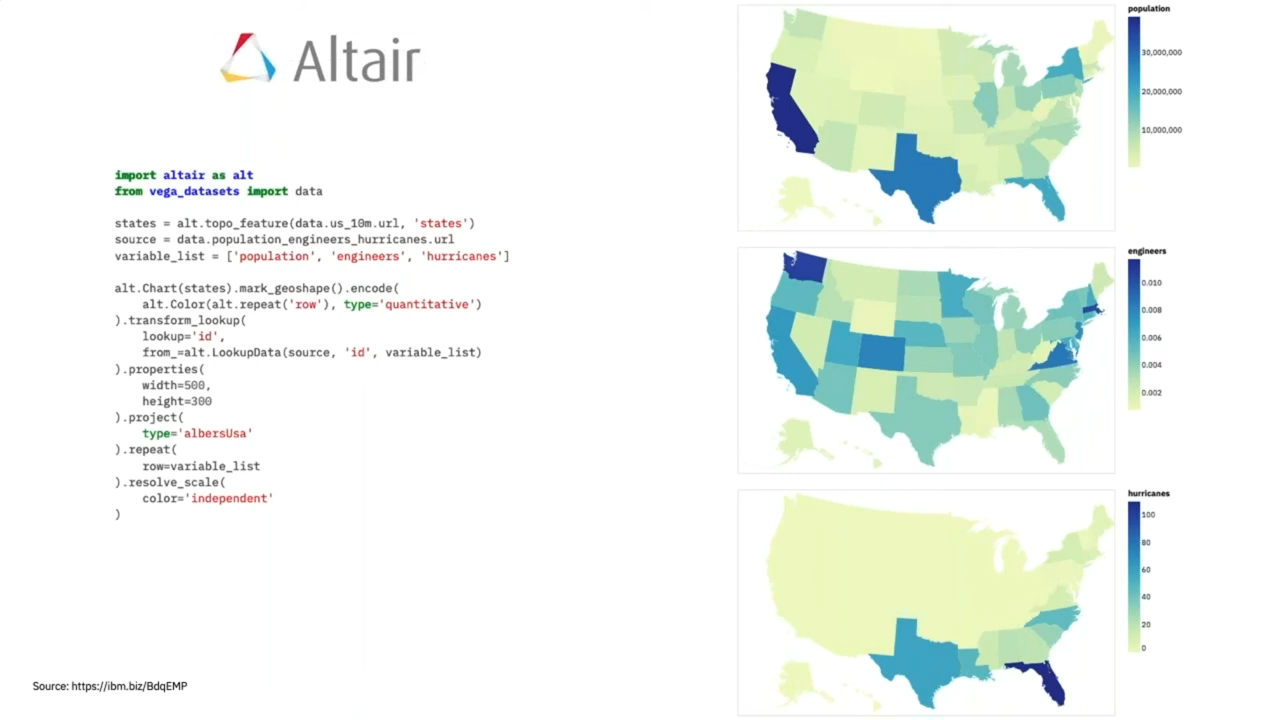 Altair
import altair as alt
from vega_datasets import data
states = alt.topo_feature(data.us_10m.url, 'states')
source = data.population_engineers_hurricanes.url
variable_list = ['population', 'engineers', 'hurricanes']
alt.Chart(states).mark_geoshape().encode(
    alt.Color(alt.repeat('row'), type='quantitative')
).transform_lookup(
    lookup='id',
    from_=alt.LookupData(source, 'id', variable_list)
).properties(
    width=500,
    height=300
).project(
    type='albersUsa'
).repeat(
    row=variable_list
).resolve_scale(
    color='independent'
)
Source: https://ibm.biz/BdqEMP
population
30,000,000
20,000,000
10,000,000
engineers
0.010
0.008
0.006
0.004
0.002
hurricanes
100
80
60
40
20
0